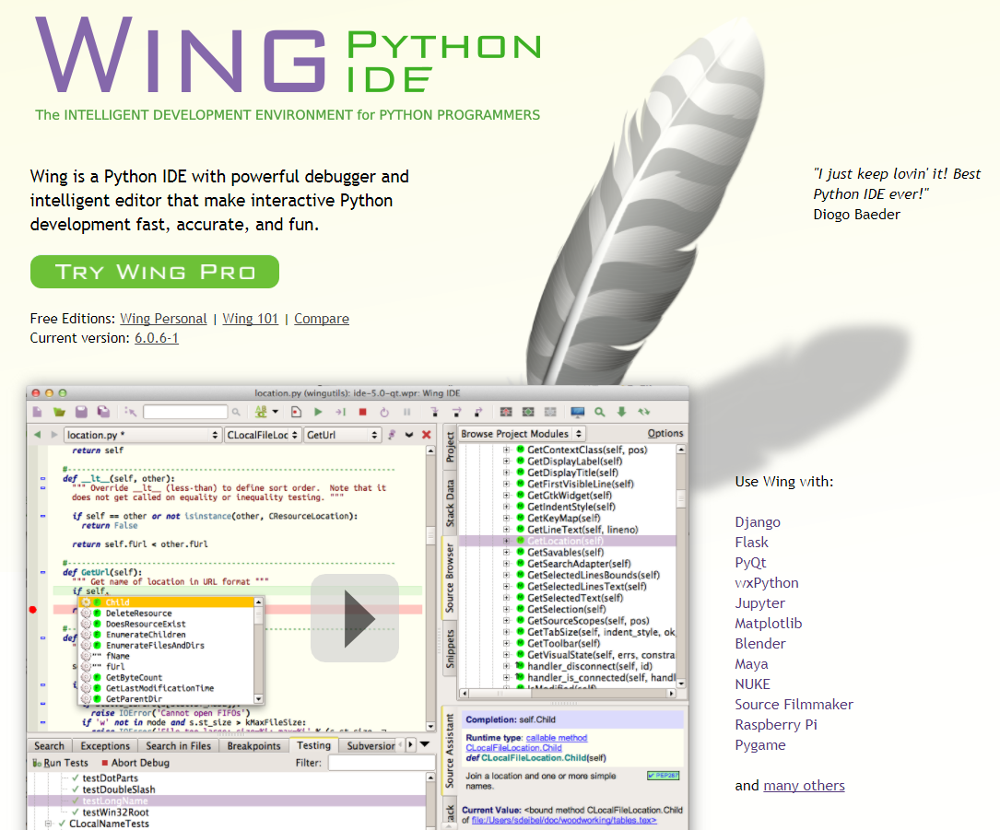 WING PYTHON
IDE
The INTELLIGENT DEVELOPMENT ENVIRONMENT for PYTHON PROGRAMMERS
Wing is a Python IDE with powerful debugger and
intelligent editor that make interactive Python
development fast, accurate, and fun.
TRY WING PRO
Free Editions: Wing Personal | Wing 101 | Compare
Current version: 6.0.6-1
"I just keep lovin' it! Best
Python IDE ever!"
Diogo Baeder
location.py (wingutils): ide-5.0-qt.wpr: Wing IDE
location.py *
CLocalFileLoc
GetUrl
return self
#
def __lt__(self, other):
""" Override __lt__ (less-than) to define sort order.  Note that it
does not get called on equality or inequality testing. """
if self == other or not isinstance(other, CResourceLocation):
return False
return self.fUrl < other.fUrl
#
def GetUrl(self):
""" Get name of location in URL format """
if self.
Child
DeleteResource
DoesResourceExist
EnumerateChildren
EnumerateFilesAndDirs
fName
fUrl
GetByteCount
GetLastModificationTime
GetParentDir
raise IOError('Cannot open FIFOs')
if 'w' not in mode and s.st_size > kMaxFileSize:
Project
Stack Data
Source Browser
Snippets
Browse Project Modules
Options
GetContextClass(self, pos)
GetDisplayLabel(self)
GetDisplayTitle(self)
GetFirstVisibleLine(self)
GetGtkWidget(self)
GetIndentStyle(self)
GetKeyMap(self)
GetLineText(self, lineno)
GetLocation(self)
GetSavables(self)
GetSearchAdapter(self)
GetSelectedLinesBounds(self)
GetSelectedLinesText(self)
GetSelectedText(self)
GetSelection(self)
GetSourceScopes(self, pos)
GetTabSize(self, indent_style, ok
GetToolbar(self)
GetVisualState(self, errs, constra
handler_disconnect(self, id)
handler_is_connected(self, handl
IsModified(self)
Search
Exceptions
Search in Files
Breakpoints
Testing
Subversion
Run Tests
Abort Debug
Filter:
testDotParts
testDoubleSlash
testLongName
testWin32Root
CLocalNameTests
Source Assistant
Completion: self.Child
Runtime type: callable method
CLocalFileLocation.Child
def CLocalFileLocation.Child(self)
Join a location and one or more simple
names.
PEP287
Current Value: <bound method CLocalFileLocation.Child
of file:/Users/sdeibel/doc/woodworking/tables.tex>
Use Wing with:
Django
Flask
PyQt
wxPython
Jupyter
Matplotlib
Blender
Maya
NUKE
Source Filmmaker
Raspberry Pi
Pygame
and many others